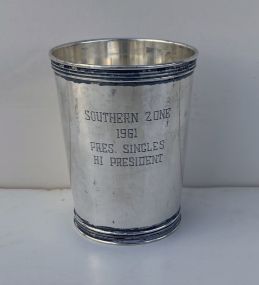 SOUTHERN ZONE
1961
PRES. SINGLES
HI PRESIDENT